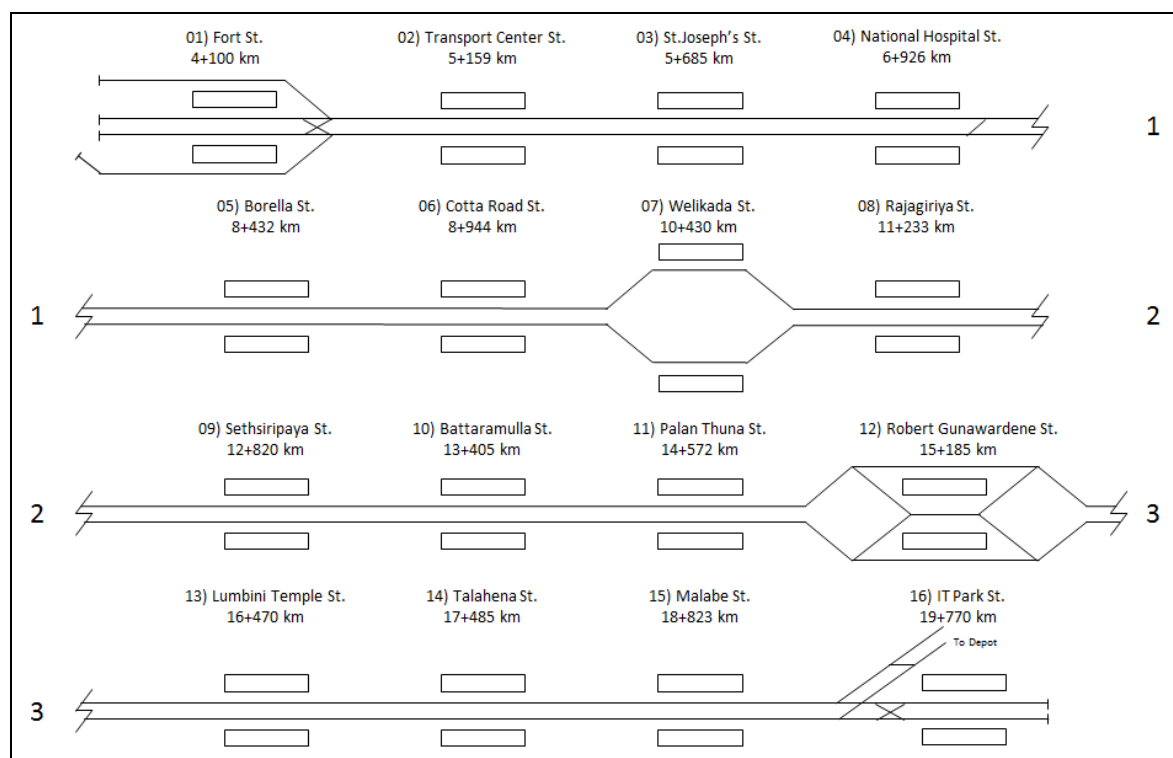 01) Fort St.
4+100 km
02) Transport Center St.
5+159 km
03) St.Joseph's St.
5+685 km
04) National Hospital St.
6+926 km
1
05) Borella St.
8+432 km
06) Cotta Road St.
8+944 km
07) Welikada St.
10+430 km
08) Rajagiriya St.
11+233 km
1
2
09) Sethsiripaya St.
12+820 km
10) Battaramulla St.
13+405 km
11) Palan Thuna St.
14+572 km
12) Robert Gunawardene St.
15+185 km
2
3
13) Lumbini Temple St.
16+470 km
14) Talahena St.
17+485 km
15) Malabe St.
18+823 km
16) IT Park St.
19+770 km
To Depot
3